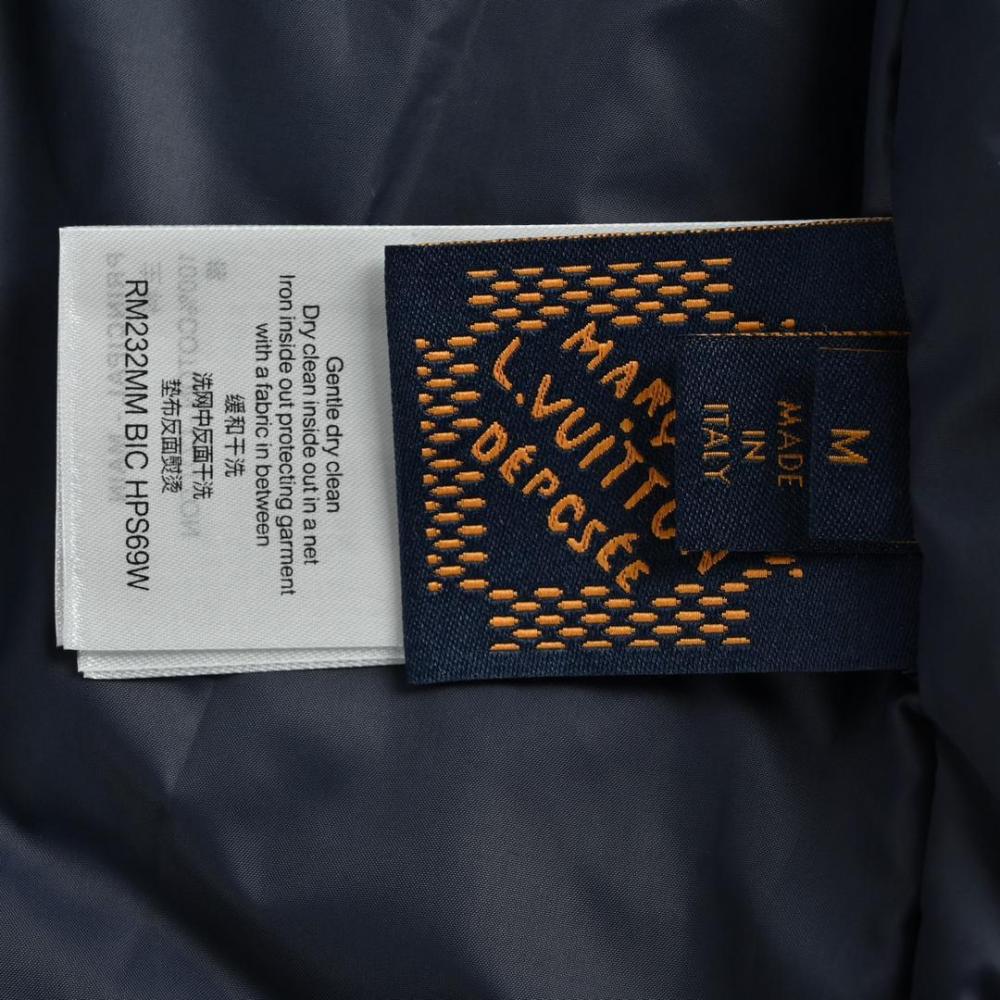 Gentle dry clean
Dry clean inside out in a net
Iron inside out protecting garment
with a fabric in between
缓和干洗
洗网中反面干洗
垫布反面熨烫
RM232MM BIC HPS69W
MARQ
L.VUITTON
DÉPOSÉE
M
MADE
IN
ITALY